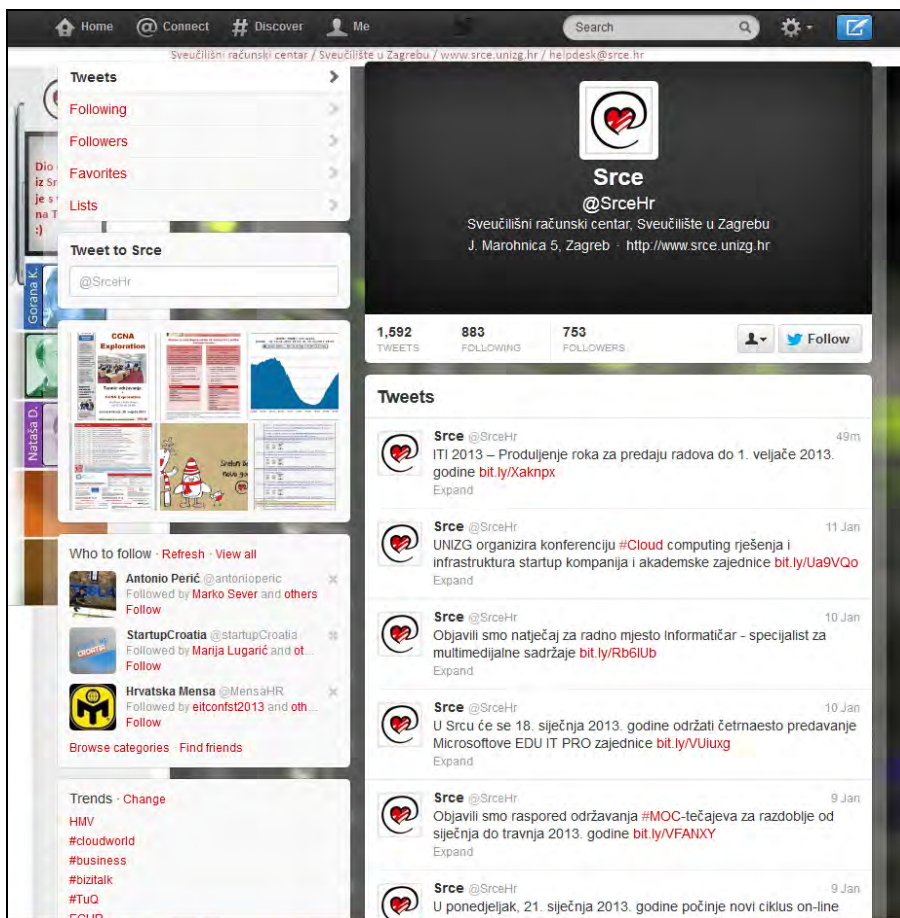 Home
Connect
Discover
Me
Search
Sveučilišni računski centar / Sveučilište u Zagrebu / www.srce.unizg.hr / helpdesk@srce.hr
Tweets
Following
Followers
Favorites
Lists
Dio
iz Sr
je s
na T
:)
Tweet to Srce
@SrceHr
Gorana K.
Nataša D.
CCNA
Exploration
Who to follow · Refresh · View all
Antonio Perić @antonioperic
Followed by Marko Sever and others
Follow
StartupCroatia @startupCroatia
Followed by Marija Lugarić and ot...
Follow
Hrvatska Mensa @MensaHR
Followed by eitconfst2013 and oth...
Follow
Browse categories · Find friends
Trends · Change
HMV
#cloudworld
#business
#bizitalk
#TuQ
Srce
@SrceHr
Sveučilišni računski centar, Sveučilište u Zagrebu
J. Marohnica 5, Zagreb · http://www.srce.unizg.hr
1,592 883 753
TWEETS FOLLOWING FOLLOWERS
Follow
Tweets
Srce @SrceHr 49m
ITI 2013 – Produljenje roka za predaju radova do 1. veljače 2013.
godine bit.ly/Xaknpx
Expand
Srce @SrceHr 11 Jan
UNIZG organizira konferenciju #Cloud computing rješenja i
infrastruktura startup kompanija i akademske zajednice bit.ly/Ua9VQo
Expand
Srce @SrceHr 10 Jan
Objavili smo natječaj za radno mjesto Informatičar - specijalist za
multimedijalne sadržaje bit.ly/Rb6lUb
Expand
Srce @SrceHr 10 Jan
U Srcu će se 18. siječnja 2013. godine održati četrnaesto predavanje
Microsoftove EDU IT PRO zajednice bit.ly/VUiuxg
Expand
Srce @SrceHr 9 Jan
Objavili smo raspored održavanja #MOC-tečajeva za razdoblje od
siječnja do travnja 2013. godine bit.ly/VFANXY
Expand
Srce @SrceHr 9 Jan
U ponedjeljak, 21. siječnja 2013. godine počinje novi ciklus on-line